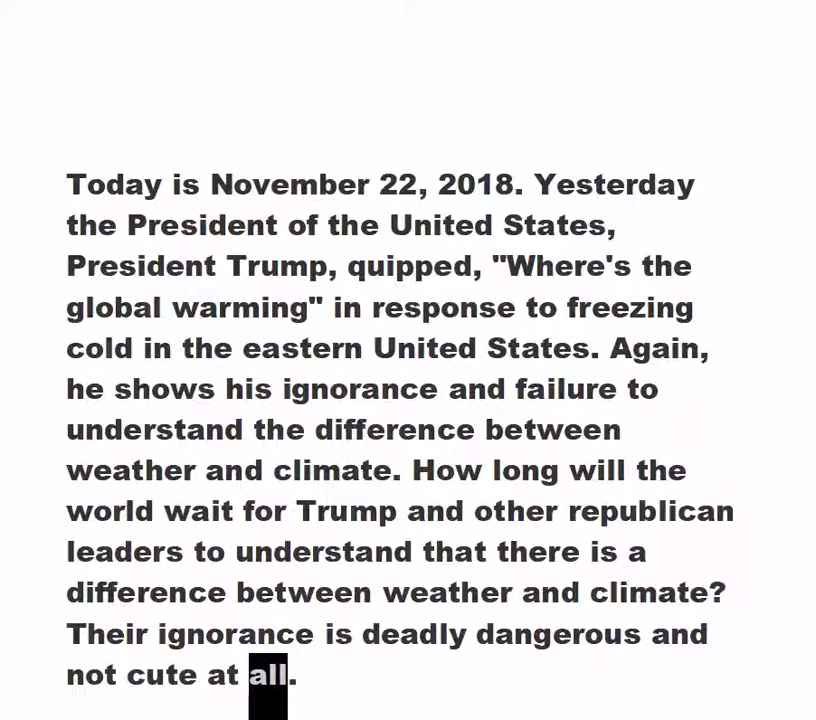 Today is November 22, 2018. Yesterday
the President of the United States,
President Trump, quipped, "Where's the
global warming" in response to freezing
cold in the eastern United States. Again,
he shows his ignorance and failure to
understand the difference between
weather and climate. How long will the
world wait for Trump and other republican
leaders to understand that there is a
difference between weather and climate?
Their ignorance is deadly dangerous and
not cute at all.